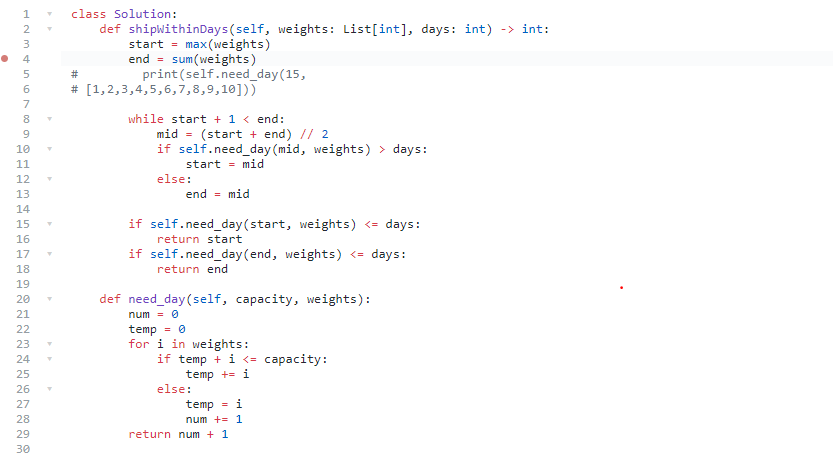 1 class Solution:
2     def shipWithinDays(self, weights: List[int], days: int) -> int:
3         start = max(weights)
4         end = sum(weights)
5 #         print(self.need_day(15,
6 # [1,2,3,4,5,6,7,8,9,10]))
7
8         while start + 1 < end:
9             mid = (start + end) // 2
10             if self.need_day(mid, weights) > days:
11                 start = mid
12             else:
13                 end = mid
14
15         if self.need_day(start, weights) <= days:
16             return start
17         if self.need_day(end, weights) <= days:
18             return end
19
20     def need_day(self, capacity, weights):
21         num = 0
22         temp = 0
23         for i in weights:
24             if temp + i <= capacity:
25                 temp += i
26             else:
27                 temp = i
28                 num += 1
29         return num + 1
30